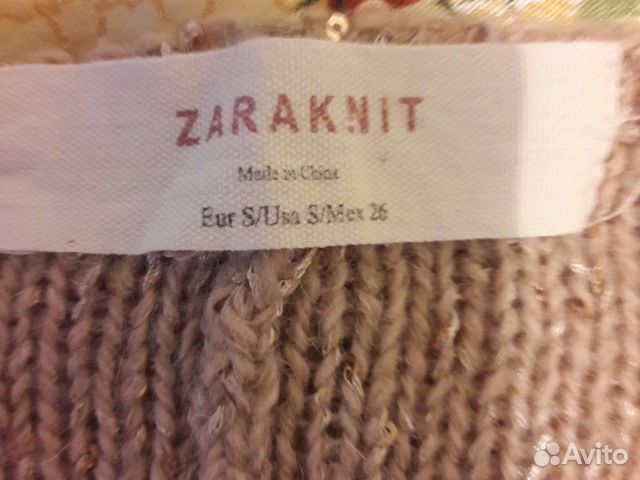 ZARAKNIT
Made in China
Eur S/Usa S/Mex 26
Avito